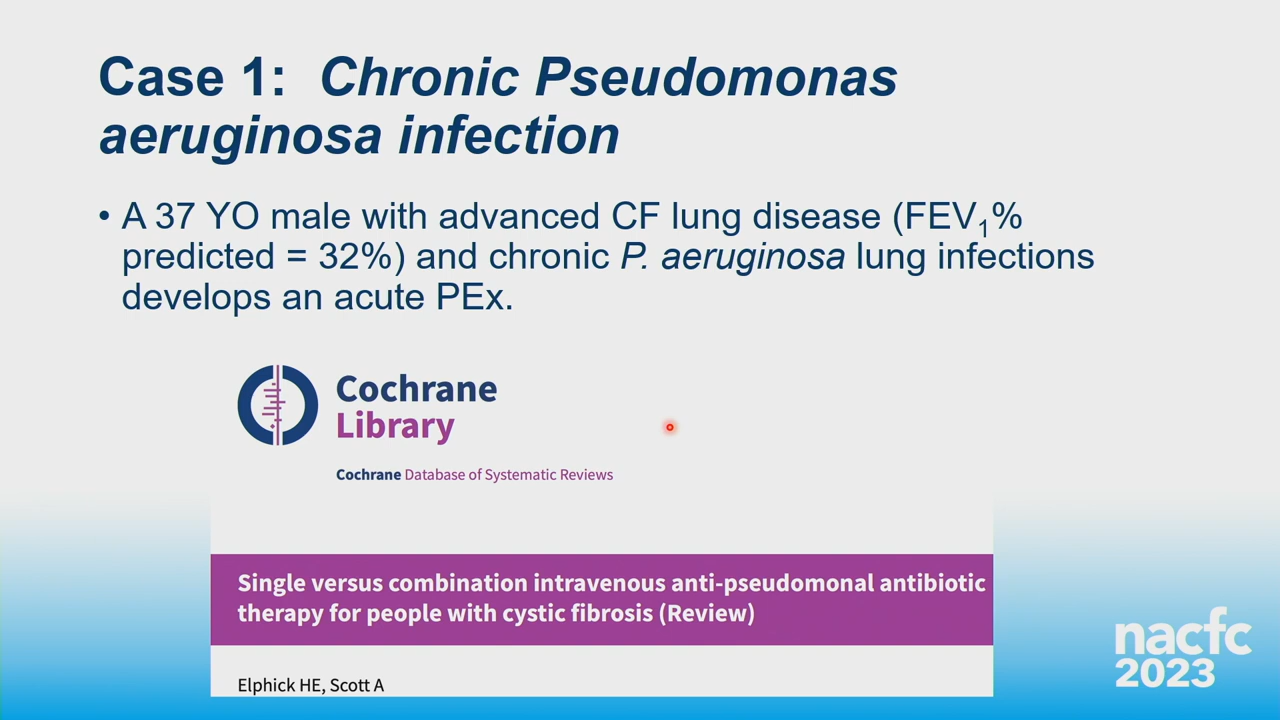 Case 1: Chronic Pseudomonas
aeruginosa infection
• A 37 YO male with advanced CF lung disease (FEV₁%
predicted = 32%) and chronic P. aeruginosa lung infections
develops an acute PEx.
Cochrane
Library
Cochrane Database of Systematic Reviews
Single versus combination intravenous anti-pseudomonal antibiotic
therapy for people with cystic fibrosis (Review)
Elphick HE, Scott A
nacfc
2023